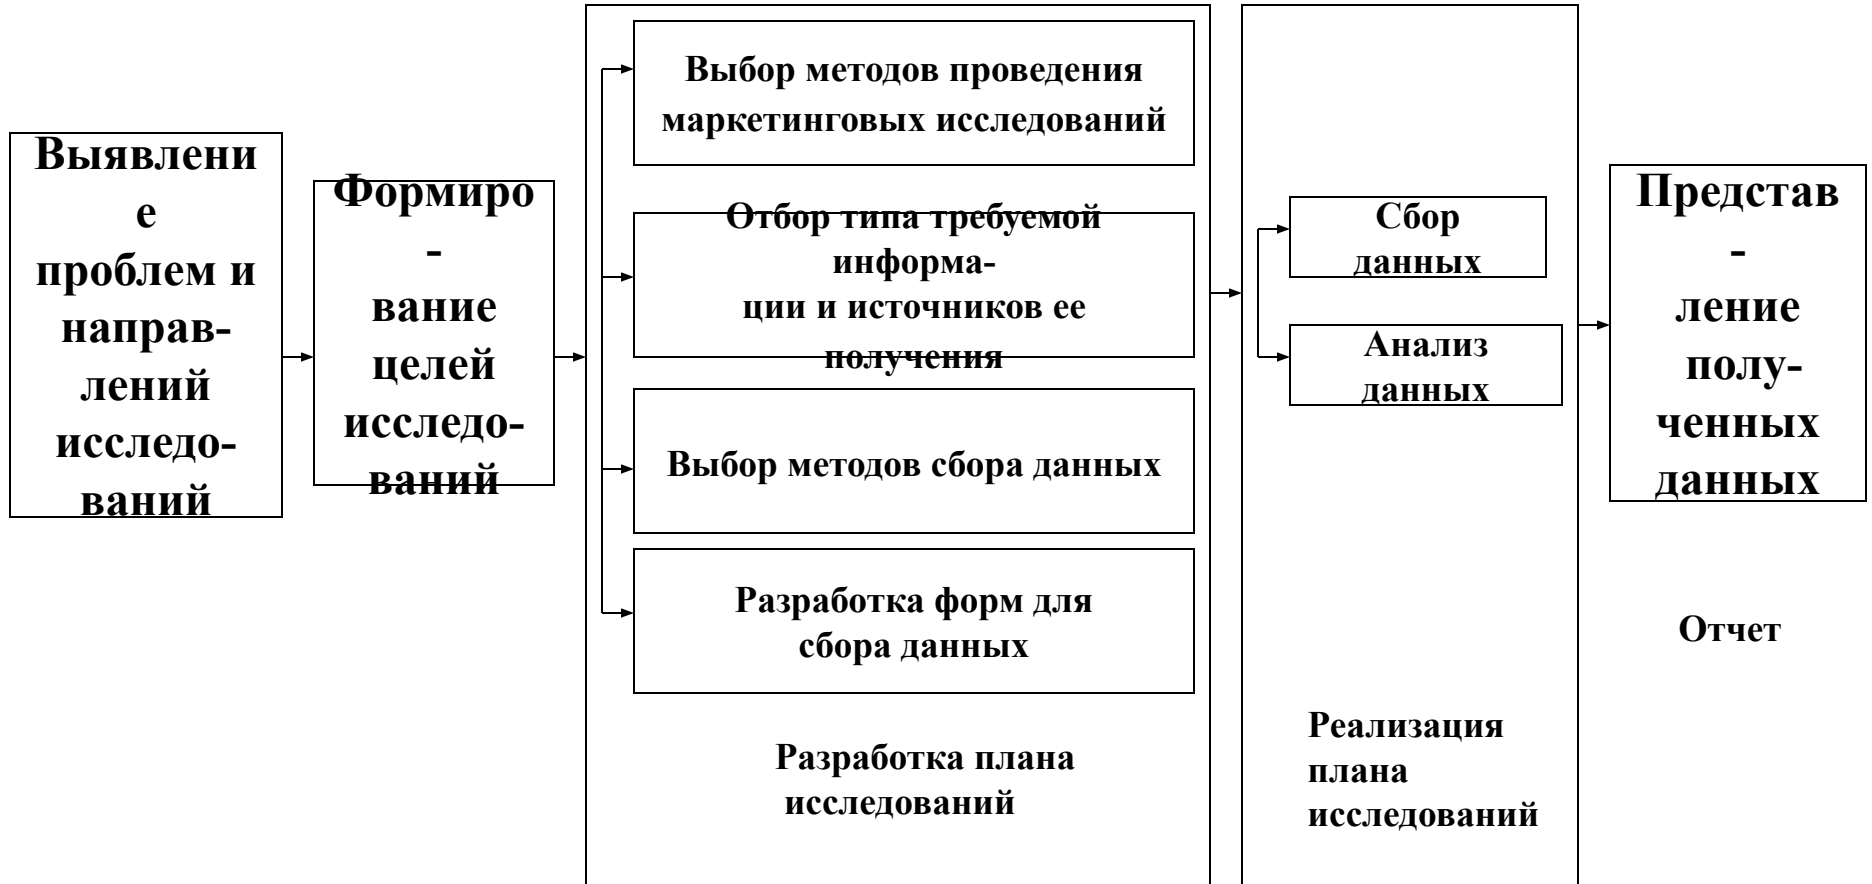 Выявлени
е
проблем и
направ-
лений
исследо-
ваний
Формиро
-
вание
целей
исследо-
ваний
Выбор методов проведения
маркетинговых исследований
Отбор типа требуемой
информа-
ции и источников ее
получения
Выбор методов сбора данных
Разработка форм для
сбора данных
Разработка плана
исследований
Сбор
данных
Анализ
данных
Реализация
плана
исследований
Представ
-
ление
полу-
ченных
данных
Отчет